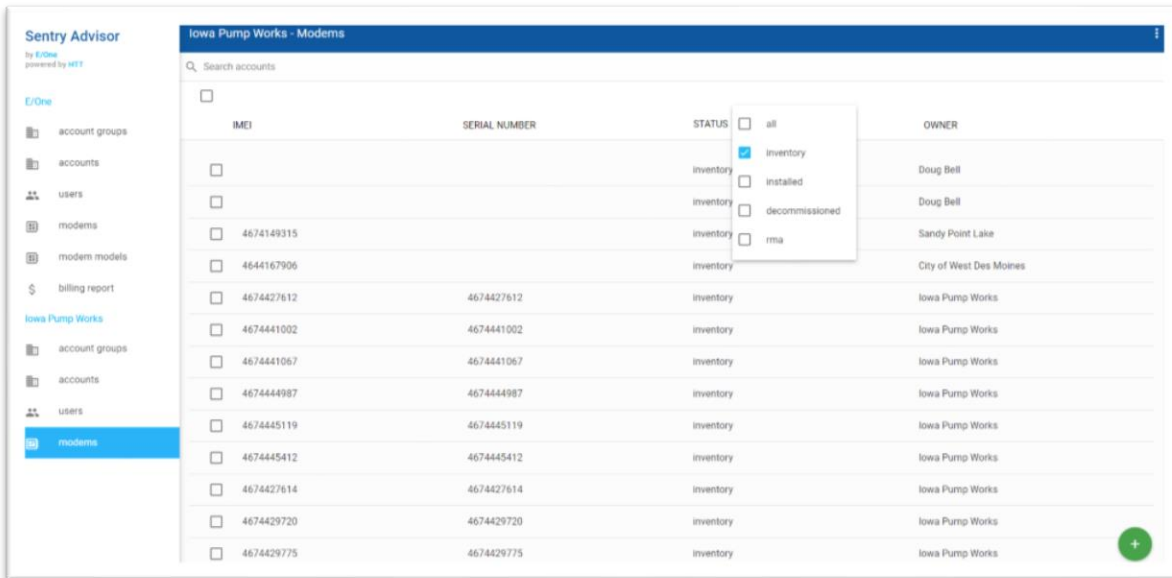 Sentry Advisor
by E/One
powered by HTT
E/One
account groups
accounts
users
modems
modem models
billing report
Iowa Pump Works
account groups
accounts
users
modems
Iowa Pump Works - Modems
Search accounts
IMEI SERIAL NUMBER STATUS OWNER
all
inventory
installed
decommissioned
rma
inventory Doug Bell
inventory Doug Bell
4674149315 inventory Sandy Point Lake
4644167906 inventory City of West Des Moines
4674427612 4674427612 inventory Iowa Pump Works
4674441002 4674441002 inventory Iowa Pump Works
4674441067 4674441067 inventory Iowa Pump Works
4674444987 4674444987 inventory Iowa Pump Works
4674445119 4674445119 inventory Iowa Pump Works
4674445412 4674445412 inventory Iowa Pump Works
4674427614 4674427614 inventory Iowa Pump Works
4674429720 4674429720 inventory Iowa Pump Works
4674429775 4674429775 inventory Iowa Pump Works